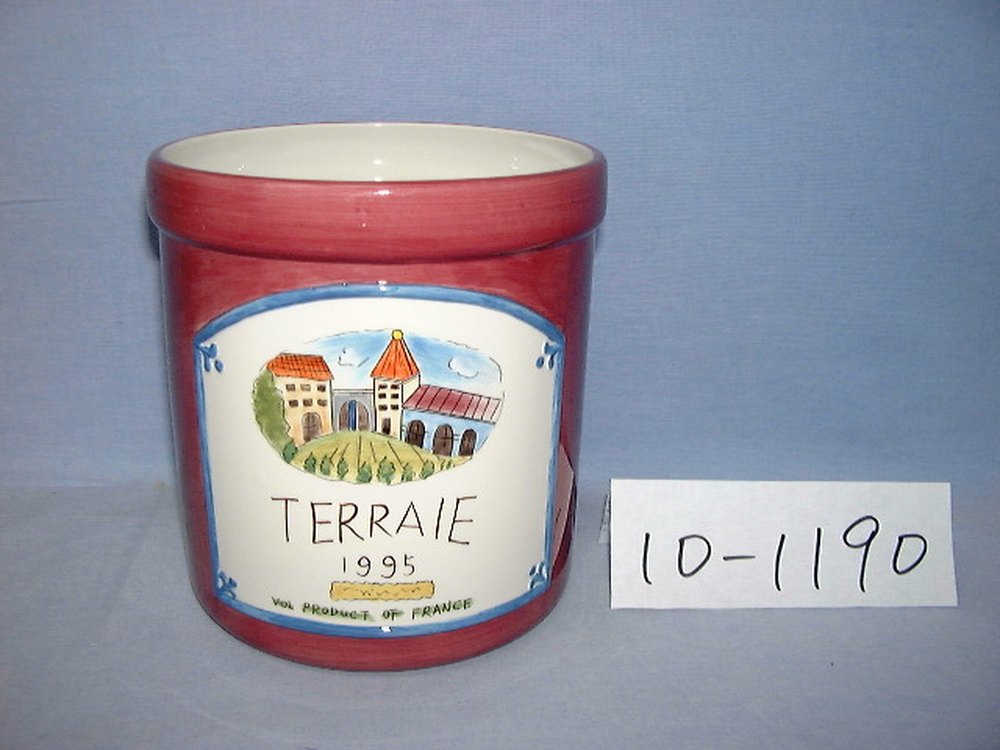 TERRAIE
1995
VOL PRODUCT OF FRANCE
10-1190